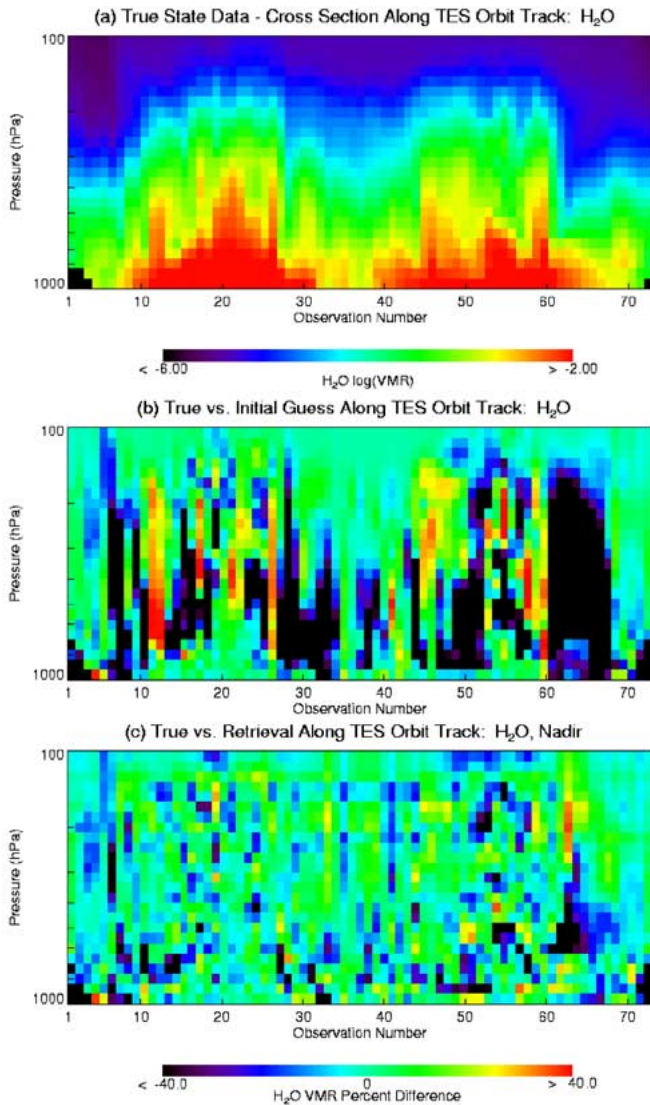 (a) True State Data - Cross Section Along TES Orbit Track: H₂O
100
Pressure (hPa)
1000
1 10 20 30 40 50 60 70
Observation Number
< -6.00 > -2.00
H₂O log(VMR)
(b) True vs. Initial Guess Along TES Orbit Track: H₂O
100
Pressure (hPa)
1000
1 10 20 30 40 50 60 70
Observation Number
(c) True vs. Retrieval Along TES Orbit Track: H₂O, Nadir
100
Pressure (hPa)
1000
1 10 20 30 40 50 60 70
Observation Number
< -40.0 0 > 40.0
H₂O VMR Percent Difference